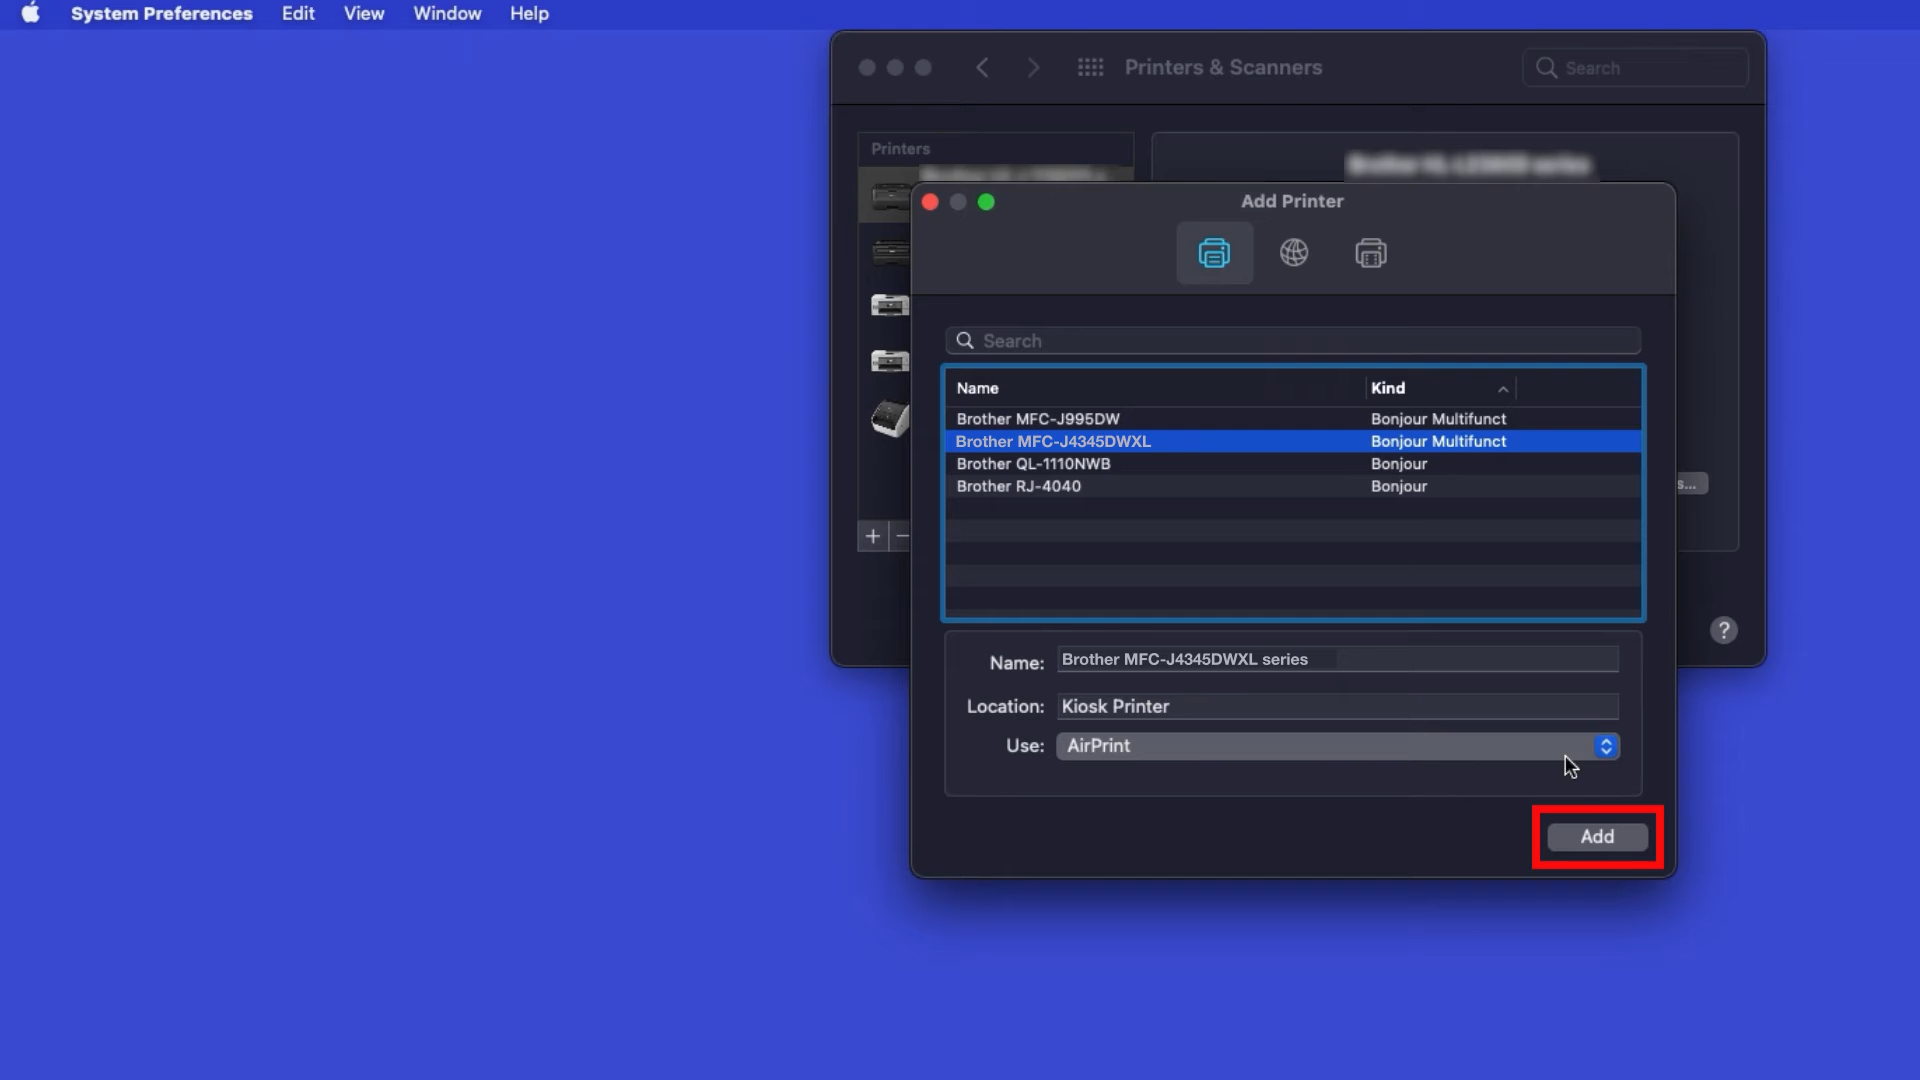 System Preferences Edit View Window Help
Printers & Scanners
Search
Printers
Add Printer
Search
Name Kind
Brother MFC-J995DW Bonjour Multifunct
Brother MFC-J4345DWXL Bonjour Multifunct
Brother QL-1110NWB Bonjour
Brother RJ-4040 Bonjour
s...
+ −
?
Name: Brother MFC-J4345DWXL series
Location: Kiosk Printer
Use: AirPrint
Add